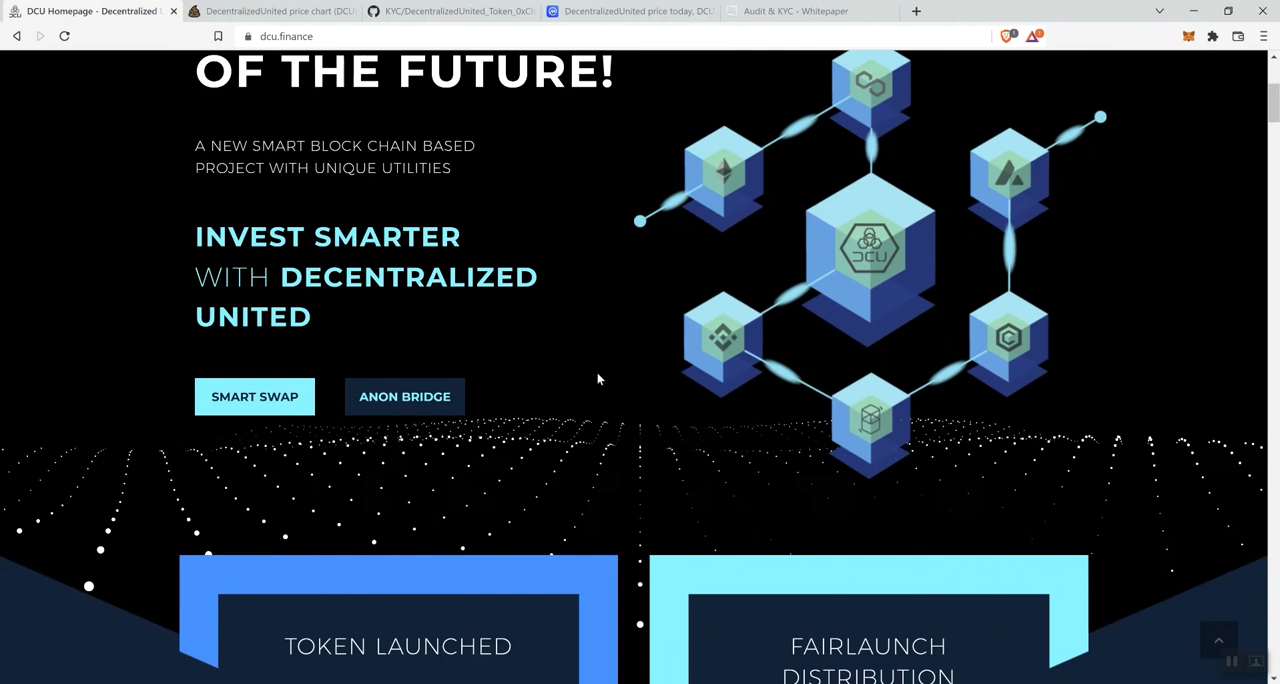 DCU Homepage - Decentralized
DecentralizedUnited price chart (DCU
KYC/DecentralizedUnited_Token_0xCl
DecentralizedUnited price today, DCU
Audit & KYC - Whitepaper
dcu.finance
OF THE FUTURE!
A NEW SMART BLOCK CHAIN BASED
PROJECT WITH UNIQUE UTILITIES
INVEST SMARTER
WITH DECENTRALIZED
UNITED
SMART SWAP
ANON BRIDGE
DCU
TOKEN LAUNCHED
FAIRLAUNCH
DISTRIBUTION